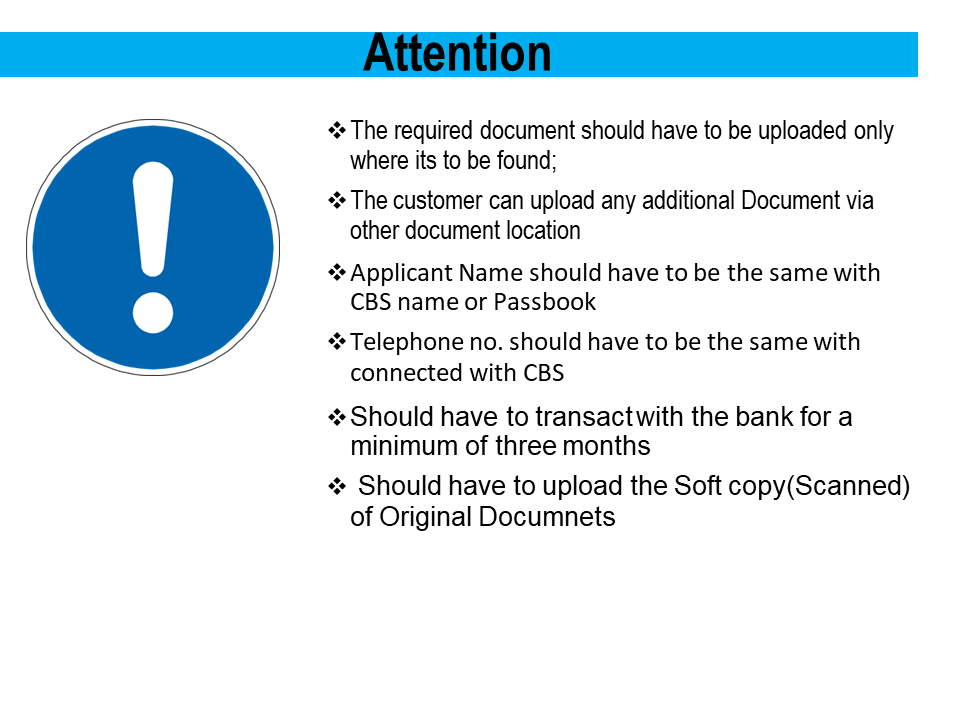 Attention
❖ The required document should have to be uploaded only
where its to be found;
❖ The customer can upload any additional Document via
other document location
❖ Applicant Name should have to be the same with
CBS name or Passbook
❖ Telephone no. should have to be the same with
connected with CBS
❖ Should have to transact with the bank for a
minimum of three months
❖ Should have to upload the Soft copy(Scanned)
of Original Documnets